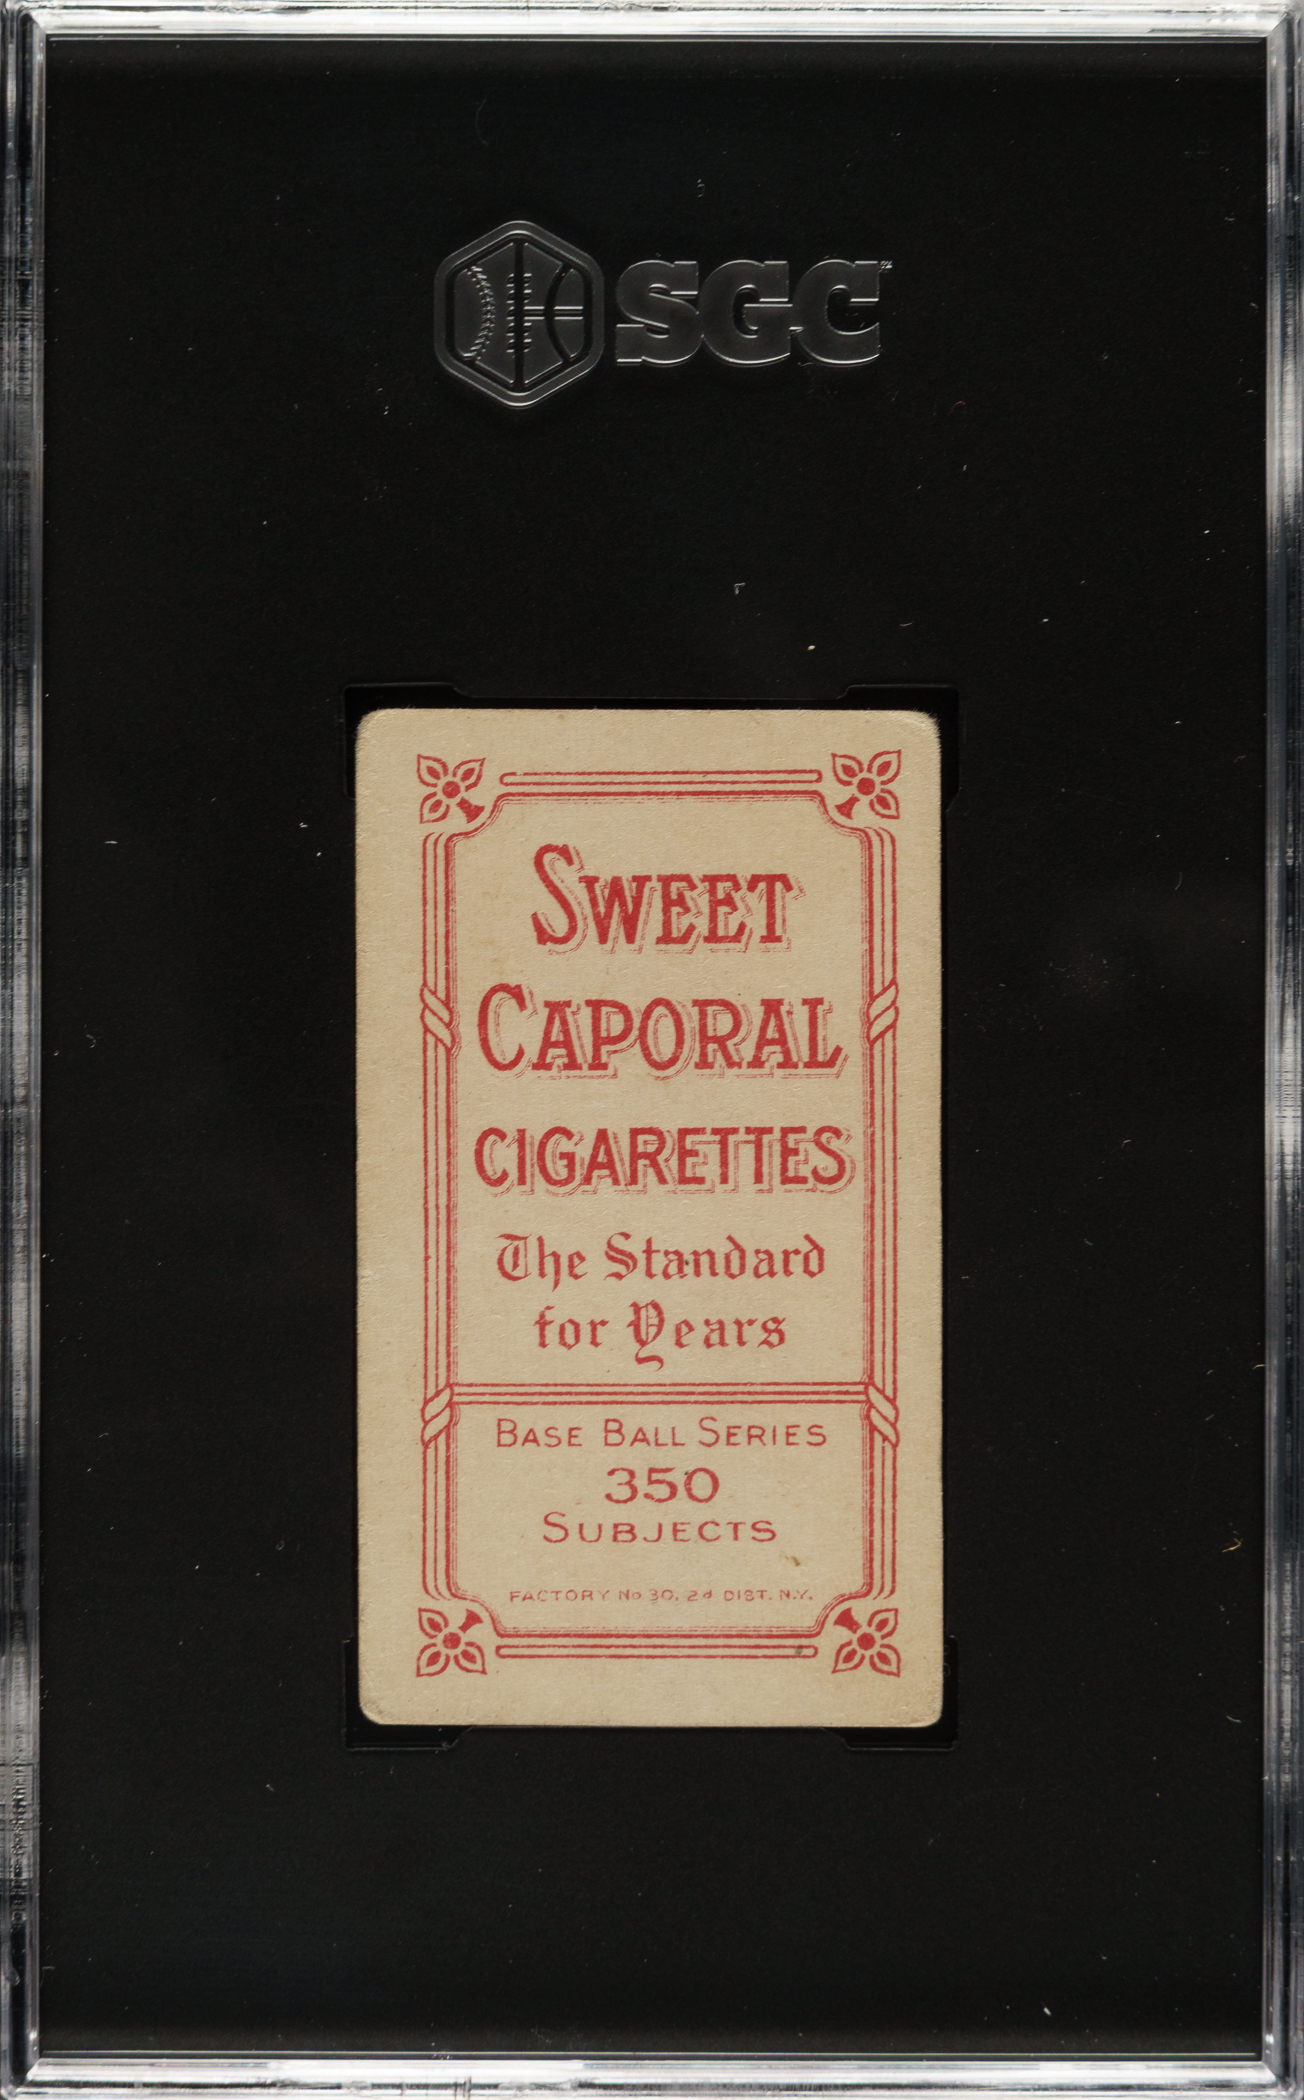 SGC
SWEET
CAPORAL
CIGARETTES
The Standard
for Years
BASE BALL SERIES
350
SUBJECTS
FACTORY No 30, 2d DIST. N.Y.